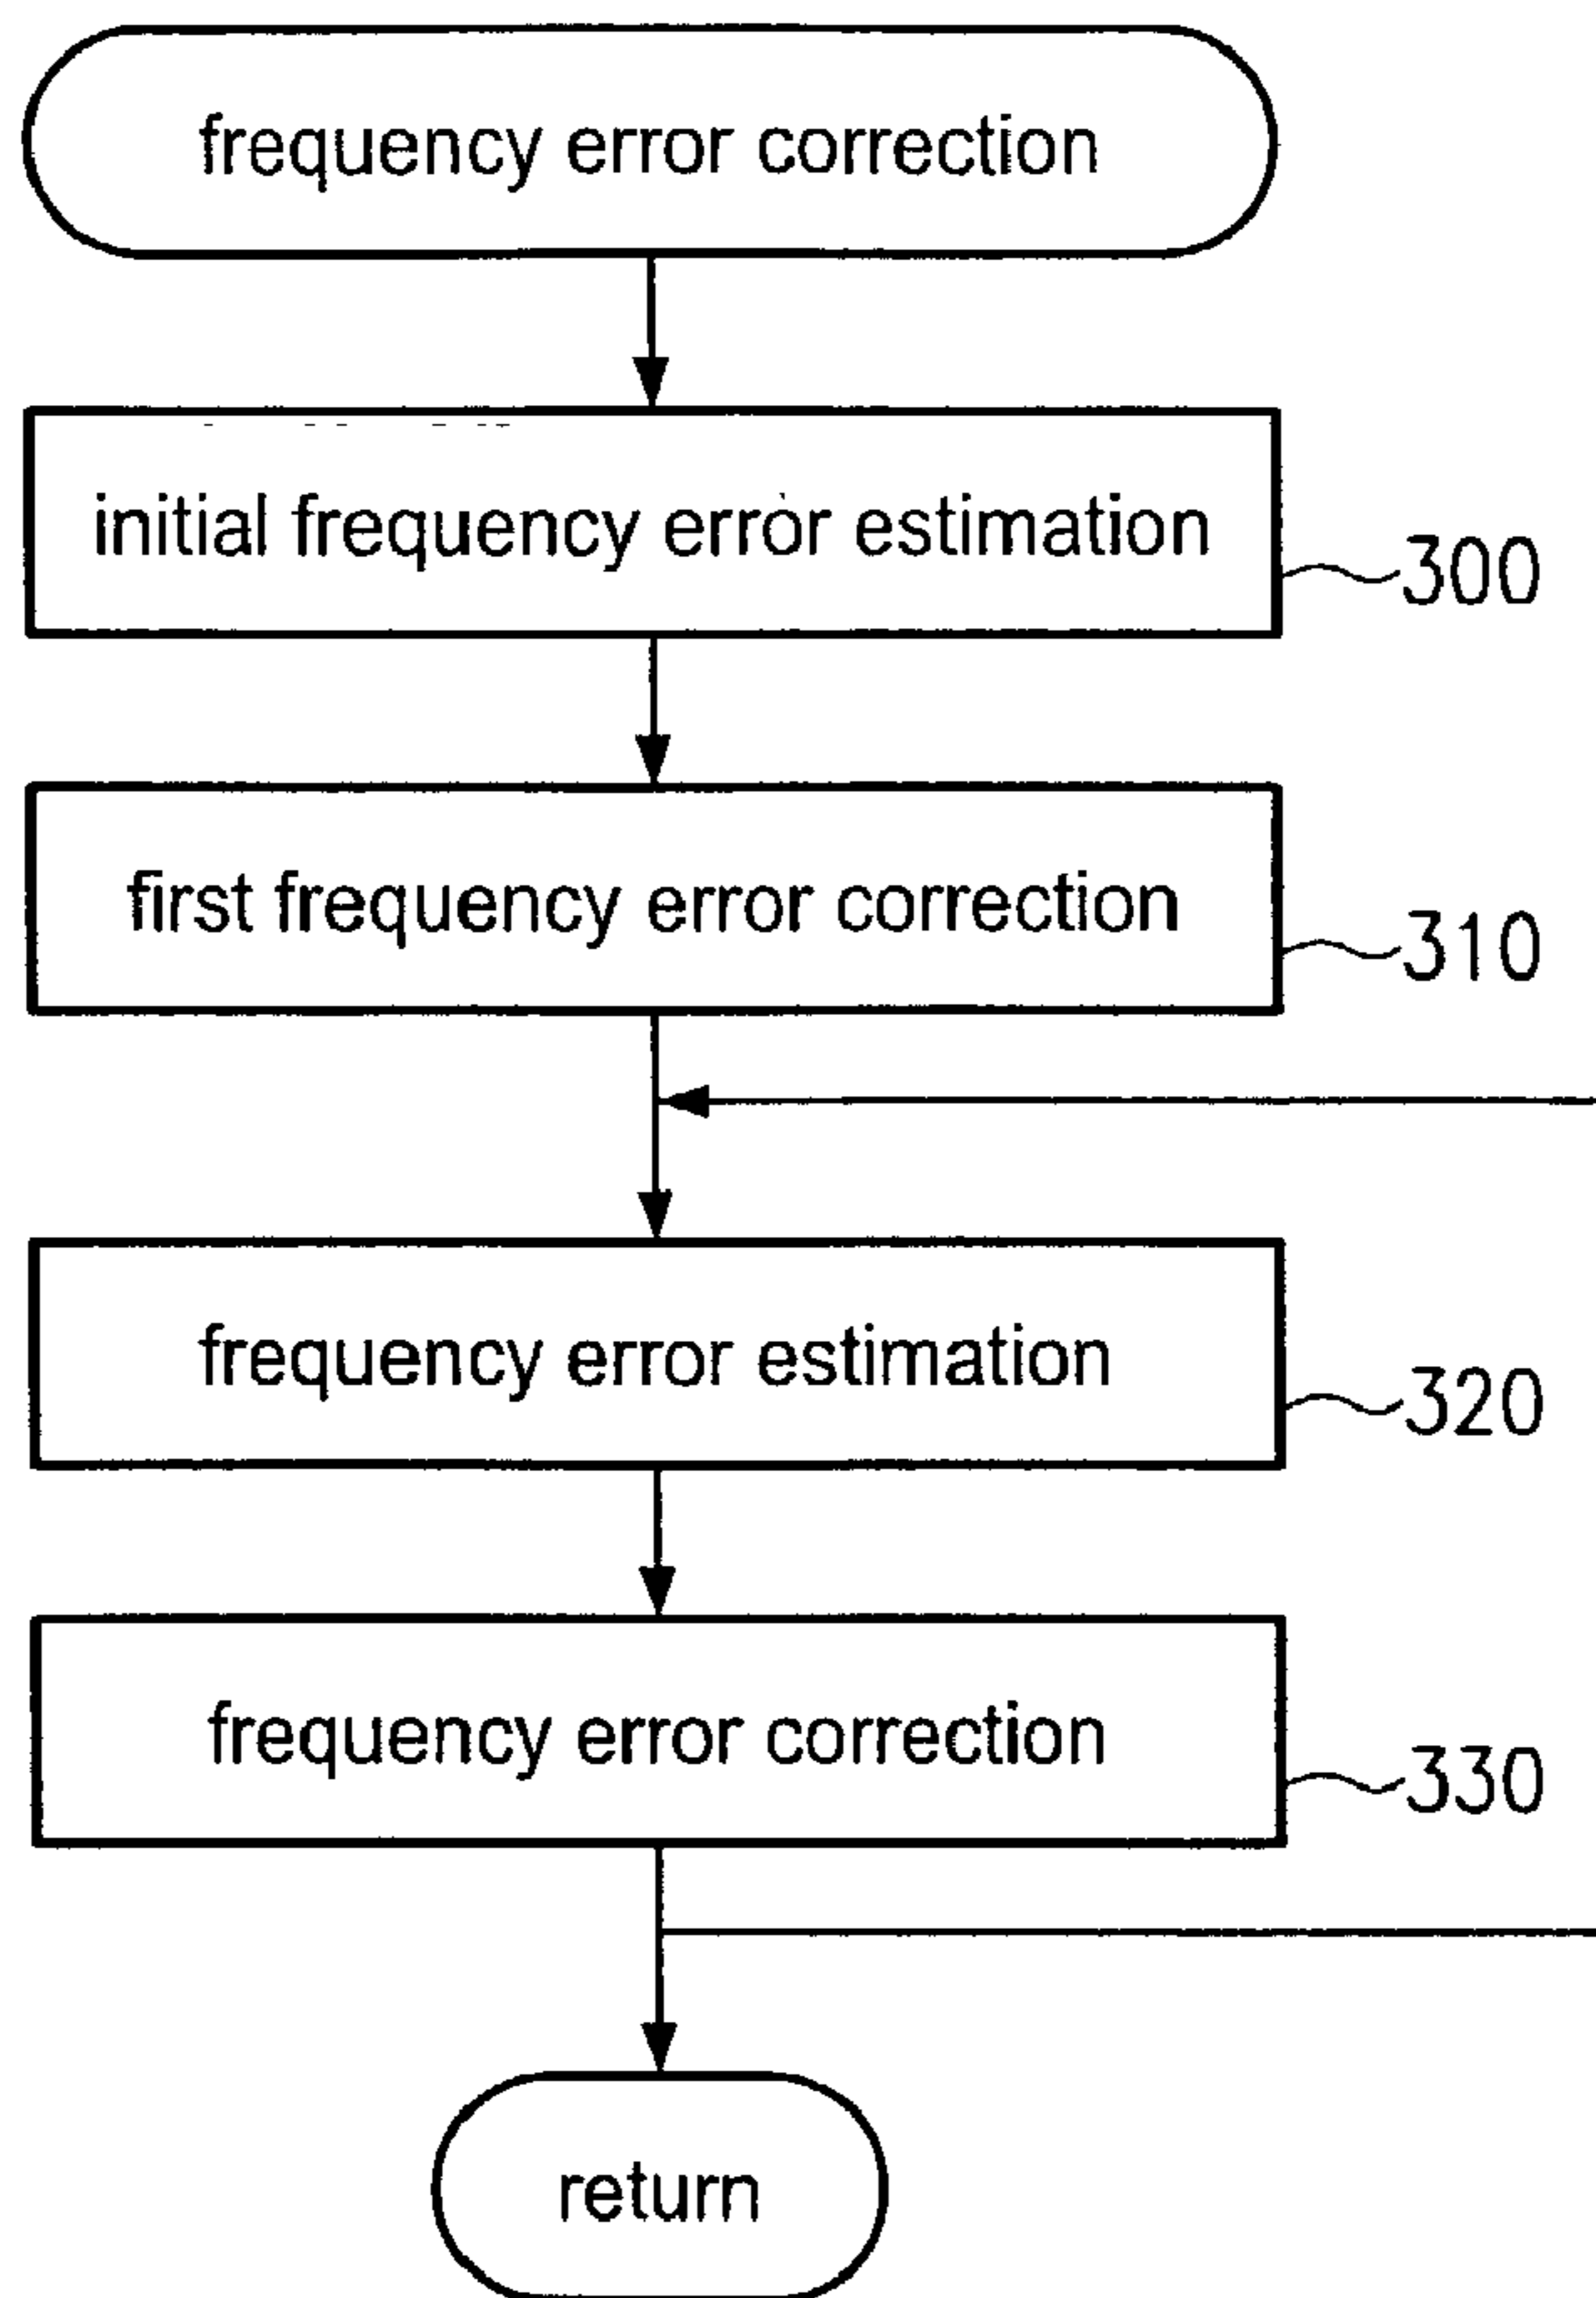 frequency error correction
initial frequency error estimation
300
first frequency error correction
310
frequency error estimation
320
frequency error correction
330
return